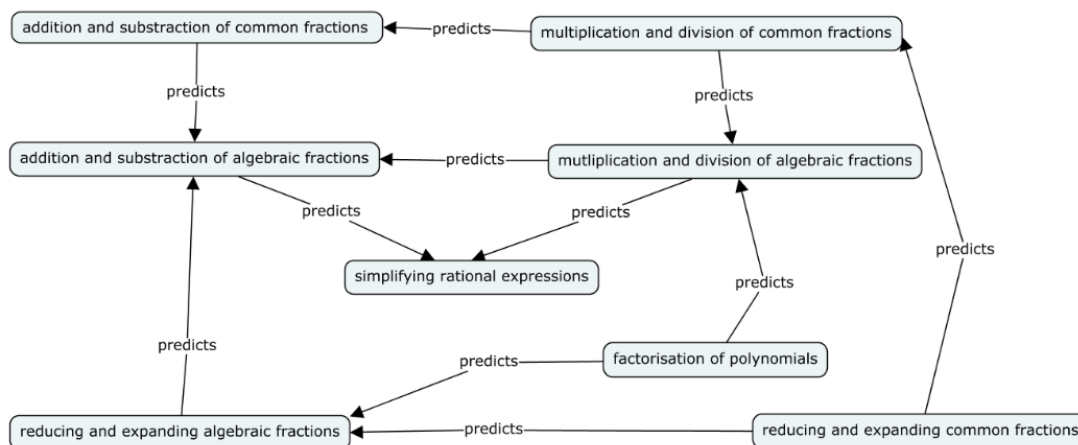 addition and substraction of common fractions
predicts
multiplication and division of common fractions
predicts
predicts
addition and substraction of algebraic fractions
predicts
mutliplication and division of algebraic fractions
predicts
predicts
predicts
simplifying rational expressions
predicts
predicts
predicts
factorisation of polynomials
reducing and expanding algebraic fractions
predicts
reducing and expanding common fractions